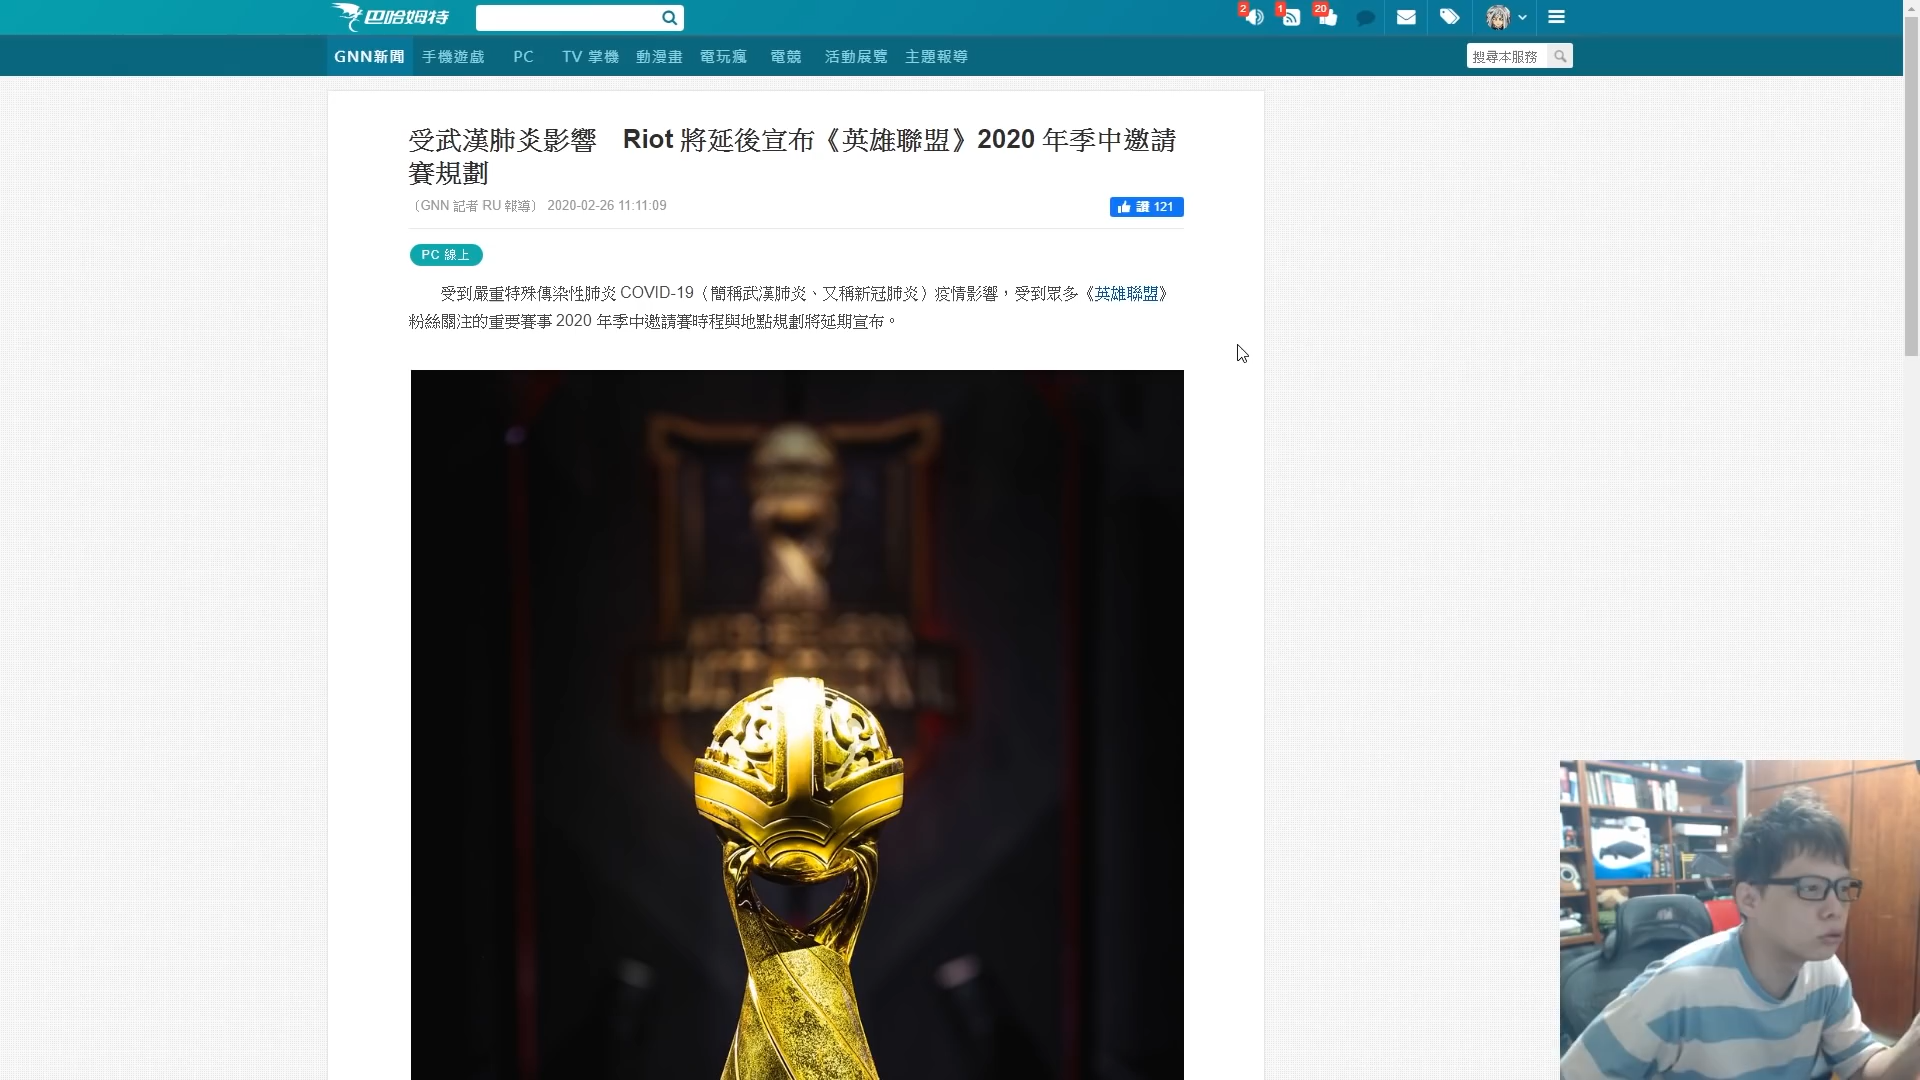 巴哈姆特
2
1
20
GNN新聞 手機遊戲 PC TV 掌機 動漫畫 電玩瘋 電競 活動展覽 主題報導
搜尋本服務
受武漢肺炎影響　Riot 將延後宣布《英雄聯盟》2020 年季中邀請
賽規劃
（GNN 記者 RU 報導） 2020-02-26 11:11:09
讚 121
PC 線上
受到嚴重特殊傳染性肺炎 COVID-19（簡稱武漢肺炎、又稱新冠肺炎）疫情影響，受到眾多《英雄聯盟》
粉絲關注的重要賽事 2020 年季中邀請賽時程與地點規劃將延期宣布。